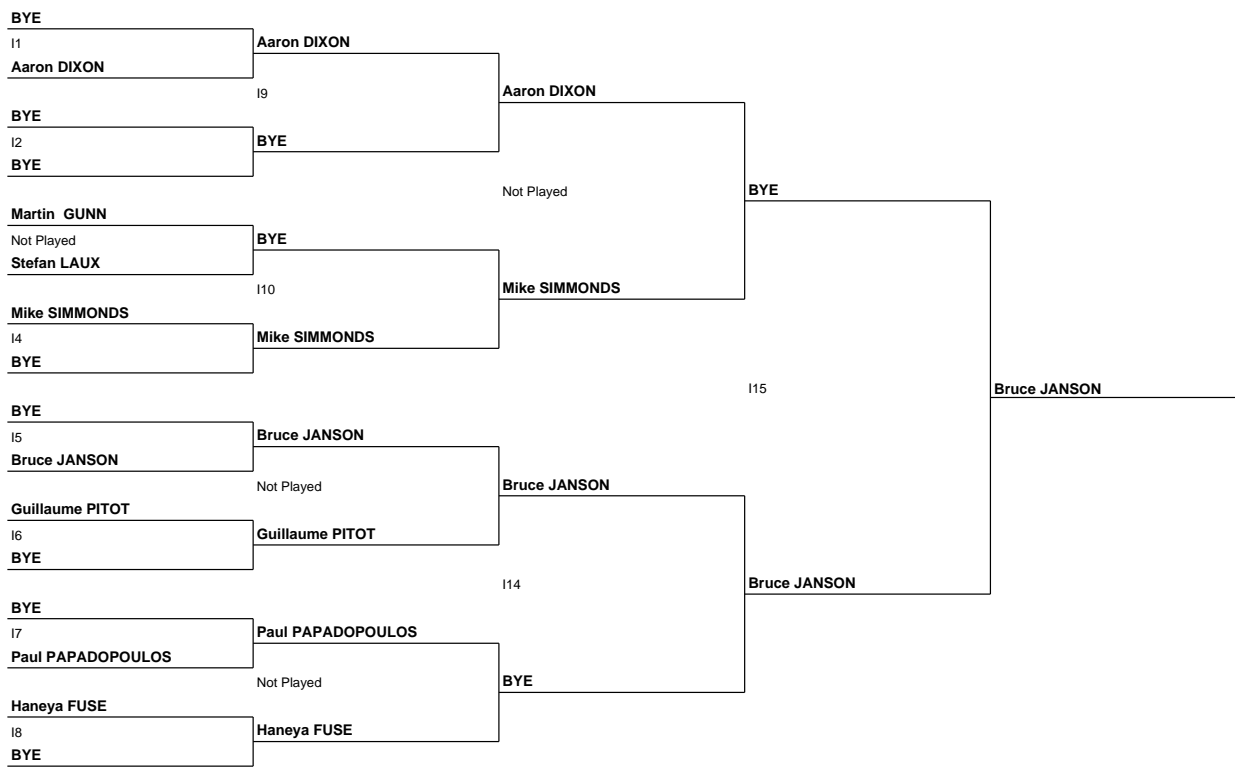 BYE
I1
Aaron DIXON
BYE
I2
BYE
Martin  GUNN
Not Played
Stefan LAUX
Mike SIMMONDS
I4
BYE
BYE
I5
Bruce JANSON
Guillaume PITOT
I6
BYE
BYE
I7
Paul PAPADOPOULOS
Haneya FUSE
I8
BYE
Aaron DIXON
I9
BYE
BYE
I10
Mike SIMMONDS
Bruce JANSON
Not Played
Guillaume PITOT
Paul PAPADOPOULOS
Not Played
Haneya FUSE
Aaron DIXON
Not Played
Mike SIMMONDS
Bruce JANSON
I14
BYE
BYE
I15
Bruce JANSON
Bruce JANSON